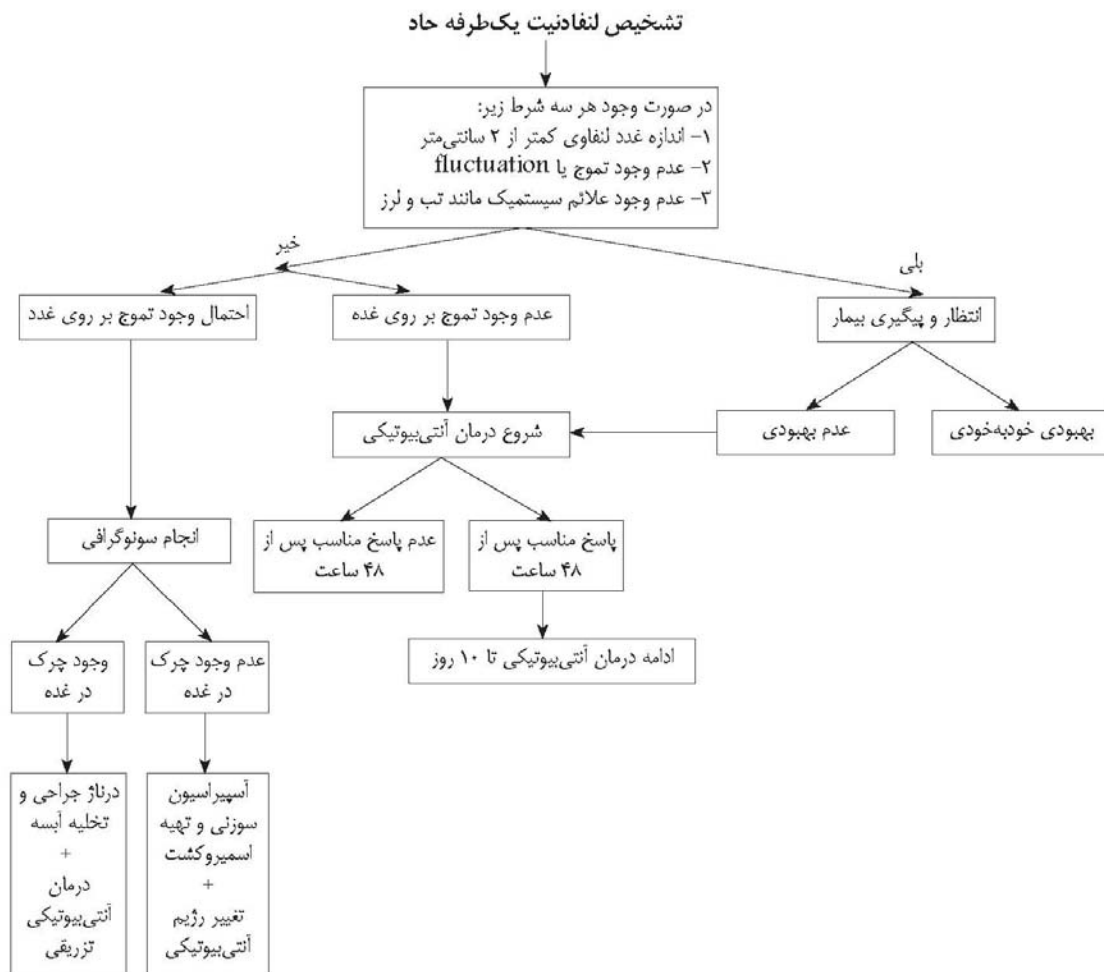 تشخیص لنفادنیت یک‌طرفه حاد
در صورت وجود هر سه شرط زیر:
۱- اندازه غدد لنفاوی کمتر از ۲ سانتی‌متر
۲- عدم وجود تموج یا fluctuation
۳- عدم وجود علائم سیستمیک مانند تب و لرز
بلی
خیر
انتظار و پیگیری بیمار
عدم وجود تموج بر روی غده
احتمال وجود تموج بر روی غدد
بهبودی خودبه‌خودی
عدم بهبودی
شروع درمان آنتی‌بیوتیکی
پاسخ مناسب پس از
۴۸ ساعت
عدم پاسخ مناسب پس از
۴۸ ساعت
انجام سونوگرافی
ادامه درمان آنتی‌بیوتیکی تا ۱۰ روز
عدم وجود چرک
در غده
وجود چرک
در غده
آسپیراسیون
سوزنی و تهیه
اسمیروکشت
+
تغییر رژیم
آنتی‌بیوتیکی
درناژ جراحی و
تخلیه آبسه
+
درمان
آنتی‌بیوتیکی
تزریقی